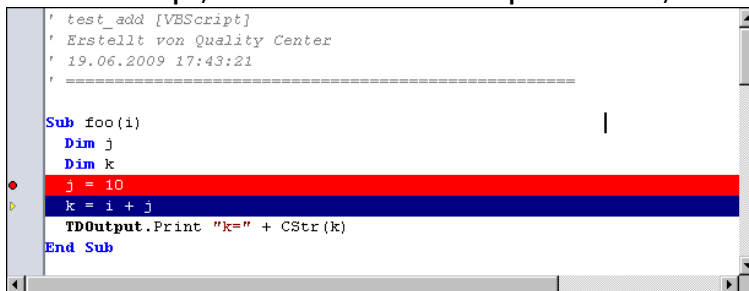 ' test_add [VBScript]
' Erstellt von Quality Center
' 19.06.2009 17:43:21
' ====================================================
Sub foo(i)
Dim j
Dim k
j = 10
k = i + j
TDOutput.Print "k=" + CStr(k)
End Sub